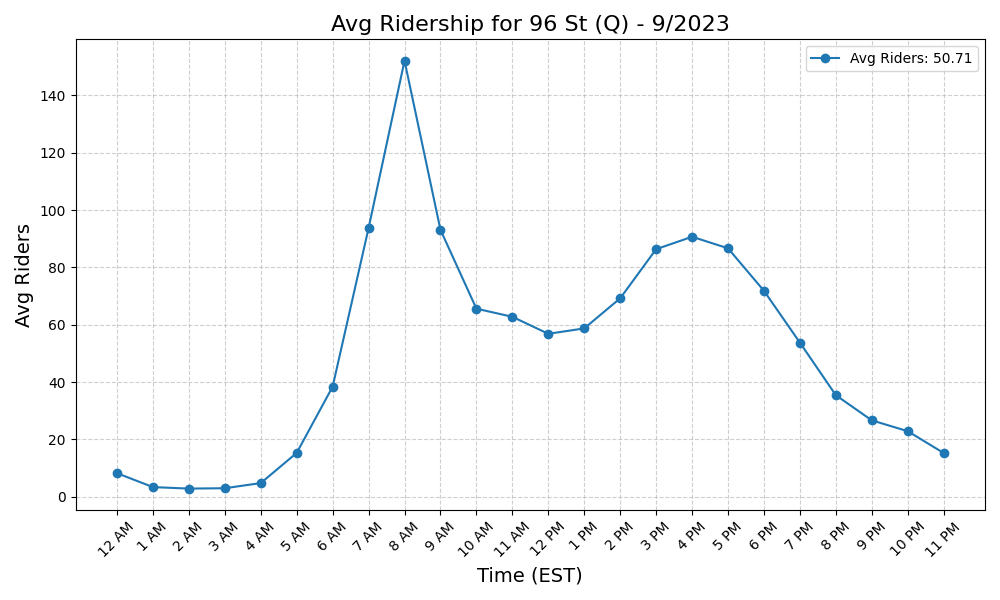 Avg Ridership for 96 St (Q) - 9/2023
Avg Riders: 50.71
Avg Riders
140
120
100
80
60
40
20
0
12 AM
1 AM
2 AM
3 AM
4 AM
5 AM
6 AM
7 AM
8 AM
9 AM
10 AM
11 AM
12 PM
1 PM
2 PM
3 PM
4 PM
5 PM
6 PM
7 PM
8 PM
9 PM
10 PM
11 PM
Time (EST)